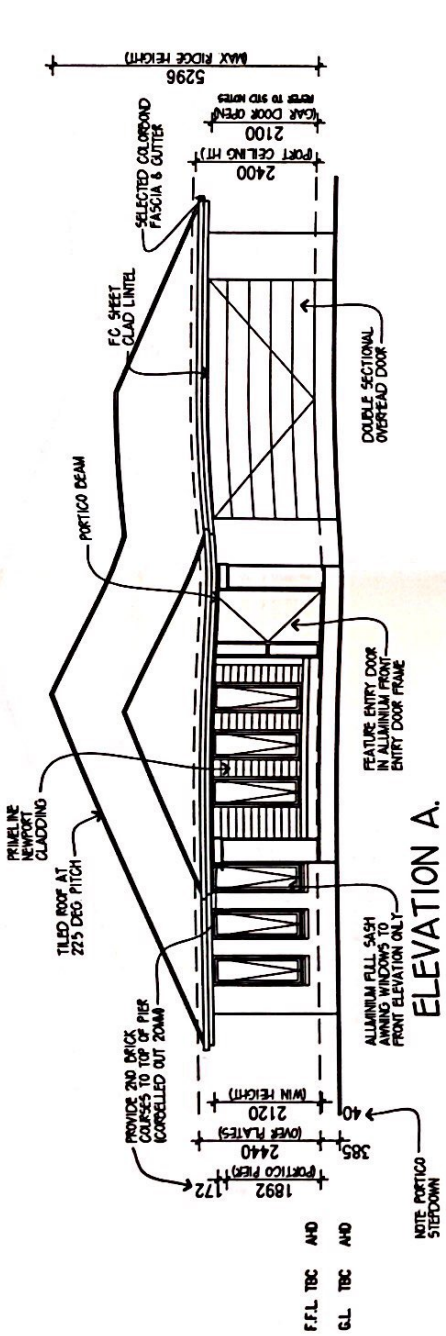 PRIMELINE
NEWPORT
CLADDING
TILED ROOF AT
22.5 DEG PITCH
PROVIDE 2ND BRICK
COURSES TO TOP OF PIER
(CORBELLED OUT 20MM)
PORTICO BEAM
F.C. SHEET
CLAD LINTEL
SELECTED COLORBOND
FASCIA & GUTTER
172
1892
(PORTICO PIER)
2440
(OVER PLATES)
2120
(WIN HEIGHT)
385
40
F.F.L. TBC AHD
G.L. TBC AHD
NOTE PORTICO
STEPDOWN
2400
(PORT CEILING HT)
2100
(GAR DOOR OPEN)
REFER TO STD NOTES
5296
(MAX RIDGE HEIGHT)
ALUMINIUM FULL SASH
AWNING WINDOWS TO
FRONT ELEVATION ONLY
FEATURE ENTRY DOOR
IN ALUMINIUM FRONT
ENTRY DOOR FRAME
DOUBLE SECTIONAL
OVERHEAD DOOR
ELEVATION A.